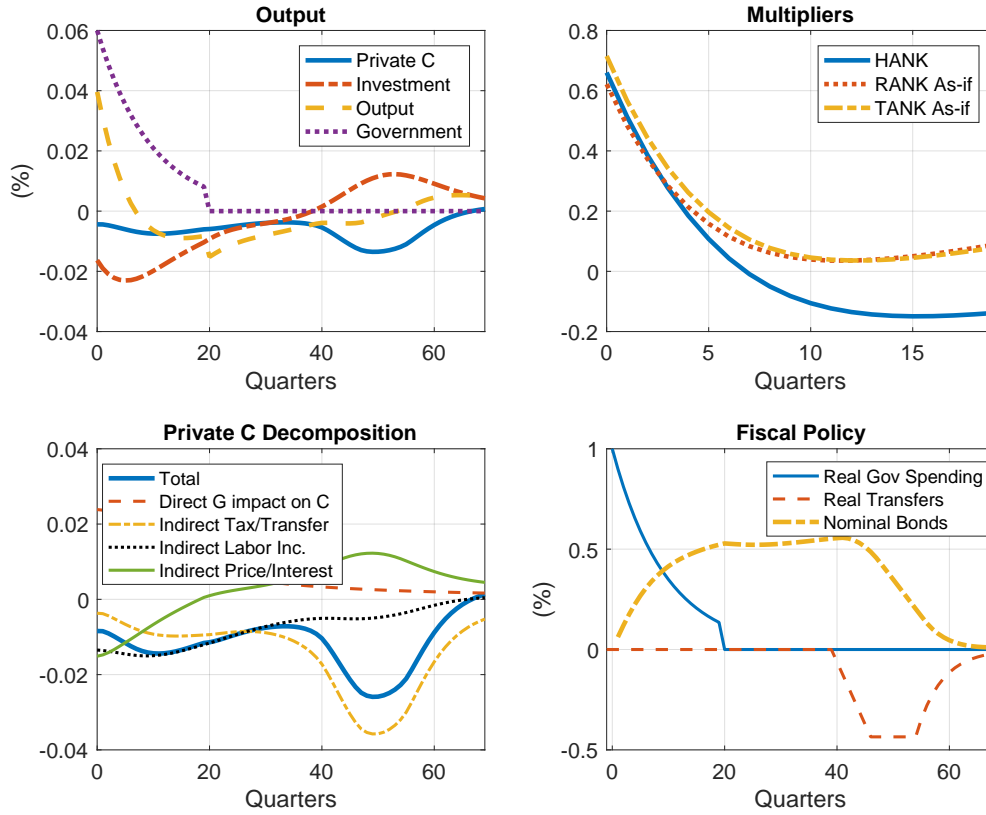 Output
0.06
0.04
0.02
0
-0.02
-0.04
(%)
0
20
40
60
Quarters
Private C
Investment
Output
Government
Multipliers
0.8
0.6
0.4
0.2
0
-0.2
0
5
10
15
Quarters
HANK
RANK As-if
TANK As-if
Private C Decomposition
0.04
0.02
0
-0.02
-0.04
0
20
40
60
Quarters
Total
Direct G impact on C
Indirect Tax/Transfer
Indirect Labor Inc.
Indirect Price/Interest
Fiscal Policy
1
0.5
0
-0.5
(%)
0
20
40
60
Quarters
Real Gov Spending
Real Transfers
Nominal Bonds